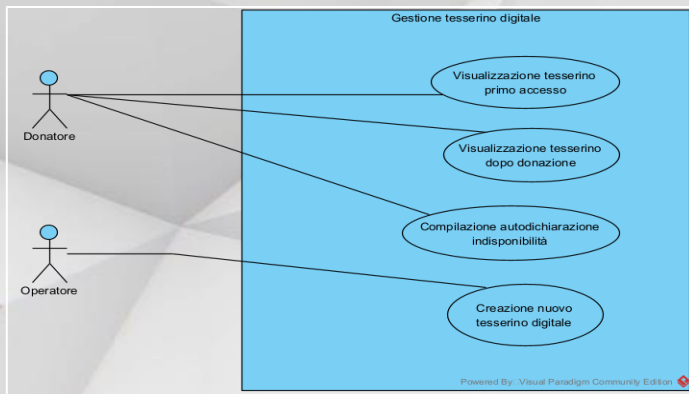 Gestione tesserino digitale
Visualizzazione tesserino
primo accesso
Donatore
Visualizzazione tesserino
dopo donazione
Compilazione autodichiarazione
indisponibilità
Operatore
Creazione nuovo
tesserino digitale
Powered By: Visual Paradigm Community Edition